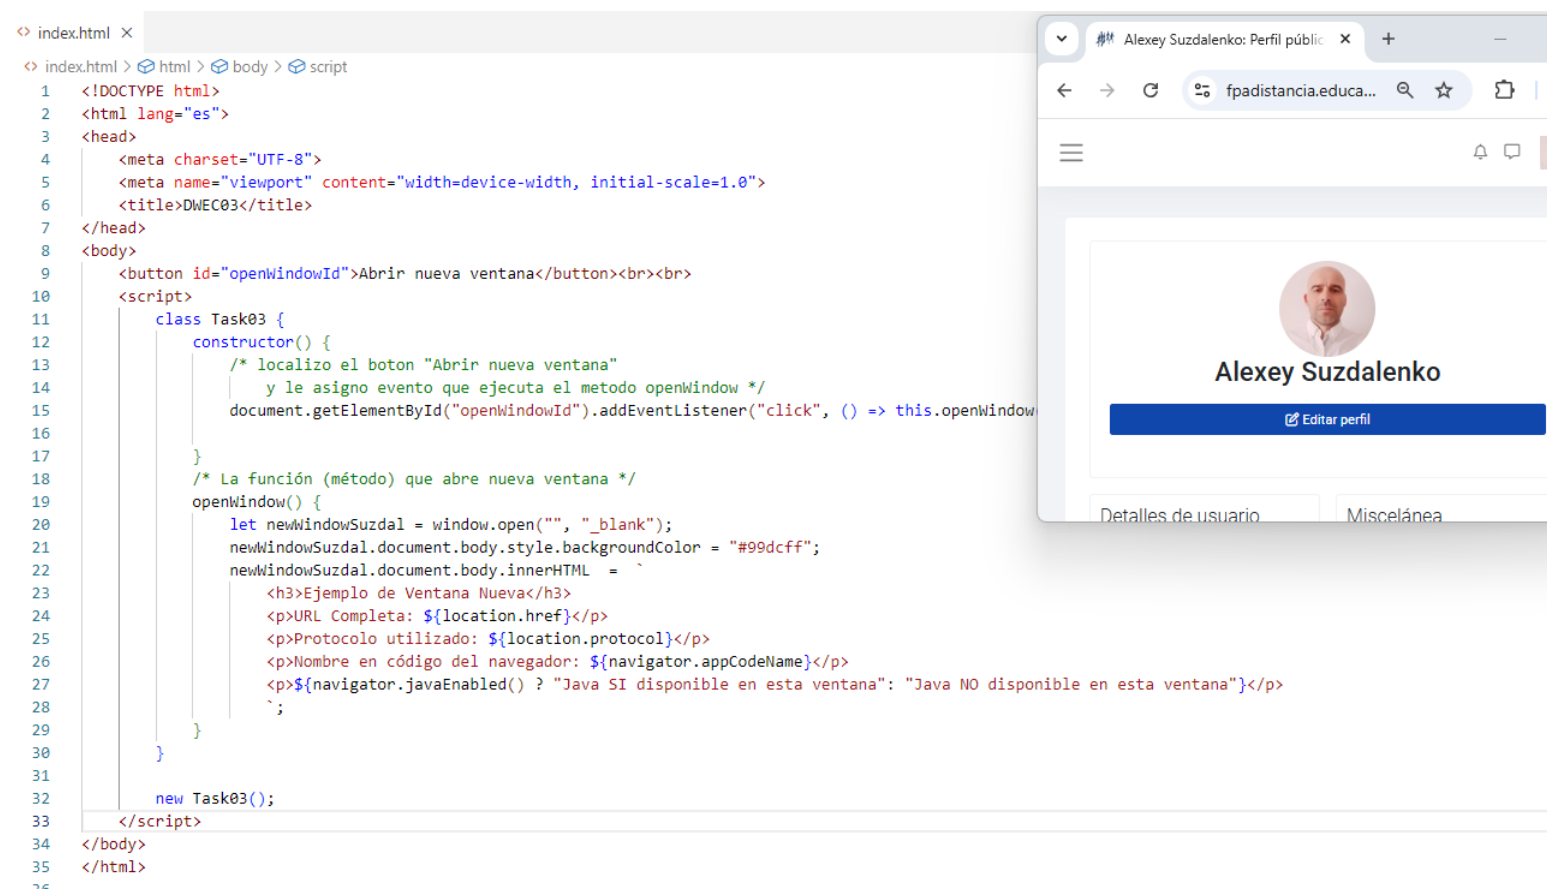 index.html
index.html > html > body > script
1 <!DOCTYPE html>
2 <html lang="es">
3 <head>
4 <meta charset="UTF-8">
5 <meta name="viewport" content="width=device-width, initial-scale=1.0">
6 <title>DWEC03</title>
7 </head>
8 <body>
9 <button id="openWindowId">Abrir nueva ventana</button><br><br>
10 <script>
11 class Task03 {
12 constructor() {
13 /* localizo el boton "Abrir nueva ventana"
14 y le asigno evento que ejecuta el metodo openWindow */
15 document.getElementById("openWindowId").addEventListener("click", () => this.openWindow(
16
17 }
18 /* La función (método) que abre nueva ventana */
19 openWindow() {
20 let newWindowSuzdal = window.open("", "_blank");
21 newWindowSuzdal.document.body.style.backgroundColor = "#99dcff";
22 newWindowSuzdal.document.body.innerHTML = `
23 <h3>Ejemplo de Ventana Nueva</h3>
24 <p>URL Completa: ${location.href}</p>
25 <p>Protocolo utilizado: ${location.protocol}</p>
26 <p>Nombre en código del navegador: ${navigator.appCodeName}</p>
27 <p>${navigator.javaEnabled() ? "Java SI disponible en esta ventana": "Java NO disponible en esta ventana"}</p>
28 `;
29 }
30 }
31
32 new Task03();
33 </script>
34 </body>
35 </html>
36
Alexey Suzdalenko: Perfil públic
fpadistancia.educa...
Alexey Suzdalenko
Editar perfil
Detalles de usuario
Miscelánea